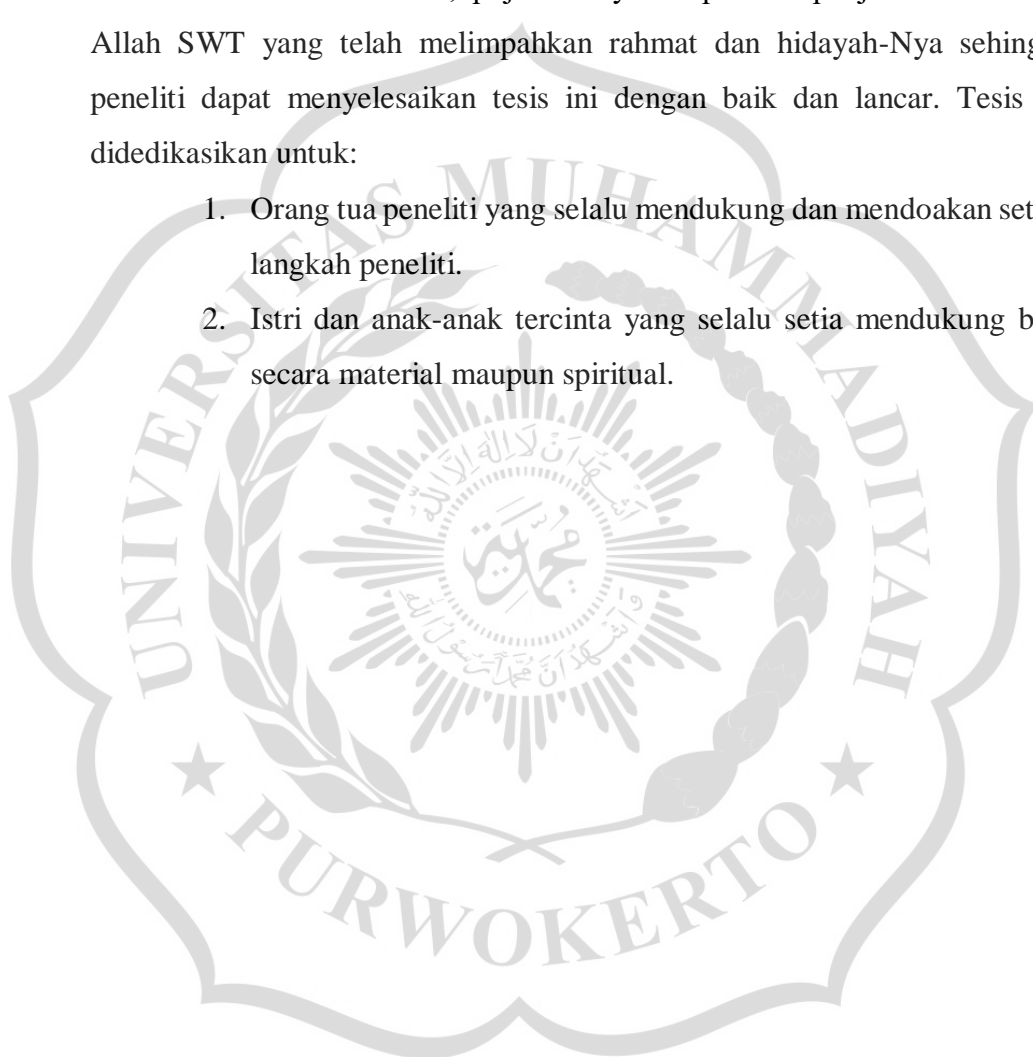 Allah SWT yang telah melimpahkan rahmat dan hidayah-Nya
peneliti dapat menyelesaikan tesis ini dengan baik dan lancar. Tesis
didedikasikan untuk:
1. Orang tua peneliti yang selalu mendukung dan mendoakan
langkah peneliti.
2. Istri dan anak-anak tercinta yang selalu setia mendukung
secara material maupun spiritual.
UNIVERSITAS MUHAMMADIYAH
PURWOKERTO
اَشْهَدُ اَنْ لَا اِلٰهَ اِلَّا اللّٰهُ
مُحَمَّد
وَاَشْهَدُ اَنَّ مُحَمَّدًا رَسُوْلُ اللّٰهِ